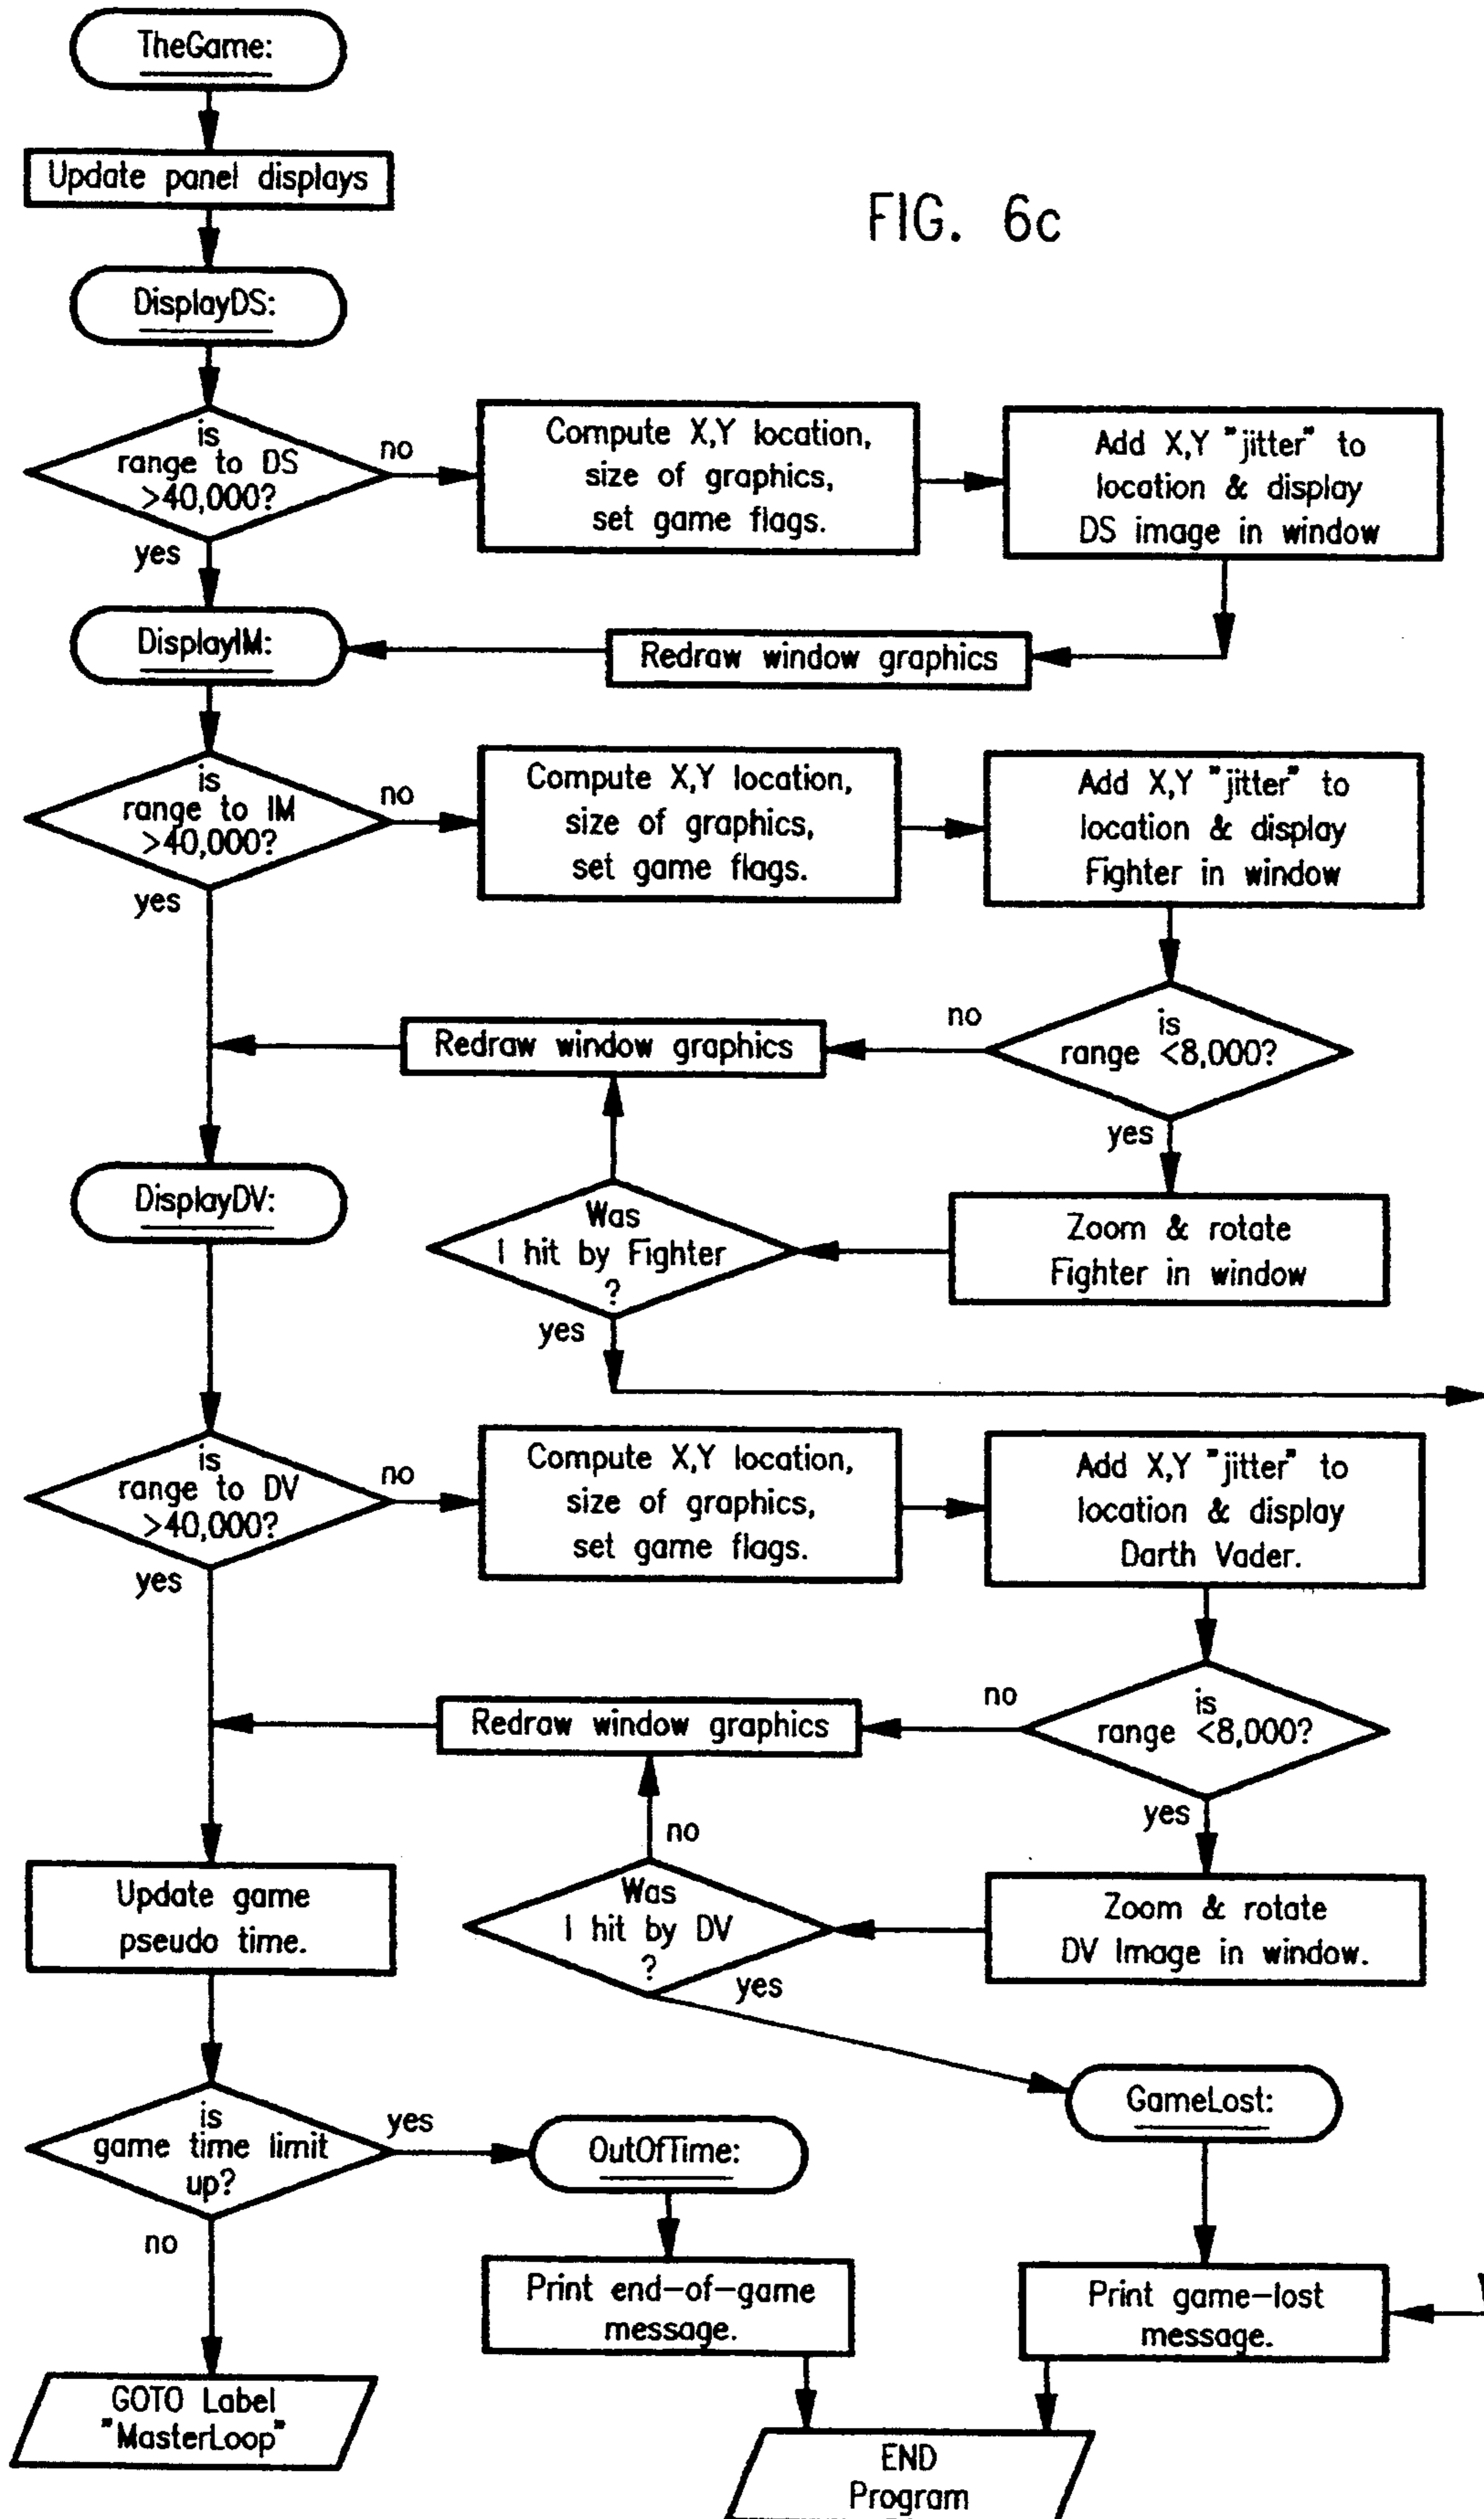 TheGame:
Update panel displays
FIG. 6c
DisplayDS:
is
range to DS
>40,000?
no
yes
Compute X,Y location,
size of graphics,
set game flags.
Add X,Y "jitter" to
location & display
DS image in window
DisplayIM:
Redraw window graphics
is
range to IM
>40,000?
no
yes
Compute X,Y location,
size of graphics,
set game flags.
Add X,Y "jitter" to
location & display
Fighter in window
Redraw window graphics
no
is
range <8,000?
yes
DisplayDV:
Was
I hit by Fighter
?
yes
Zoom & rotate
Fighter in window
is
range to DV
>40,000?
no
yes
Compute X,Y location,
size of graphics,
set game flags.
Add X,Y "jitter" to
location & display
Darth Vader.
Redraw window graphics
no
is
range <8,000?
yes
no
Update game
pseudo time.
Was
I hit by DV
?
yes
Zoom & rotate
DV Image in window.
is
game time limit
up?
yes
no
OutOfTime:
GameLost:
Print end-of-game
message.
Print game-lost
message.
GOTO Label
"MasterLoop"
END
Program